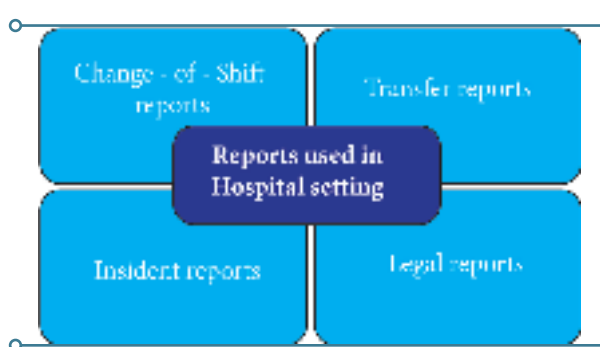 Change - of - Shift
reports
Transfer reports
Reports used in
Hospital setting
Insident reports
Legal reports